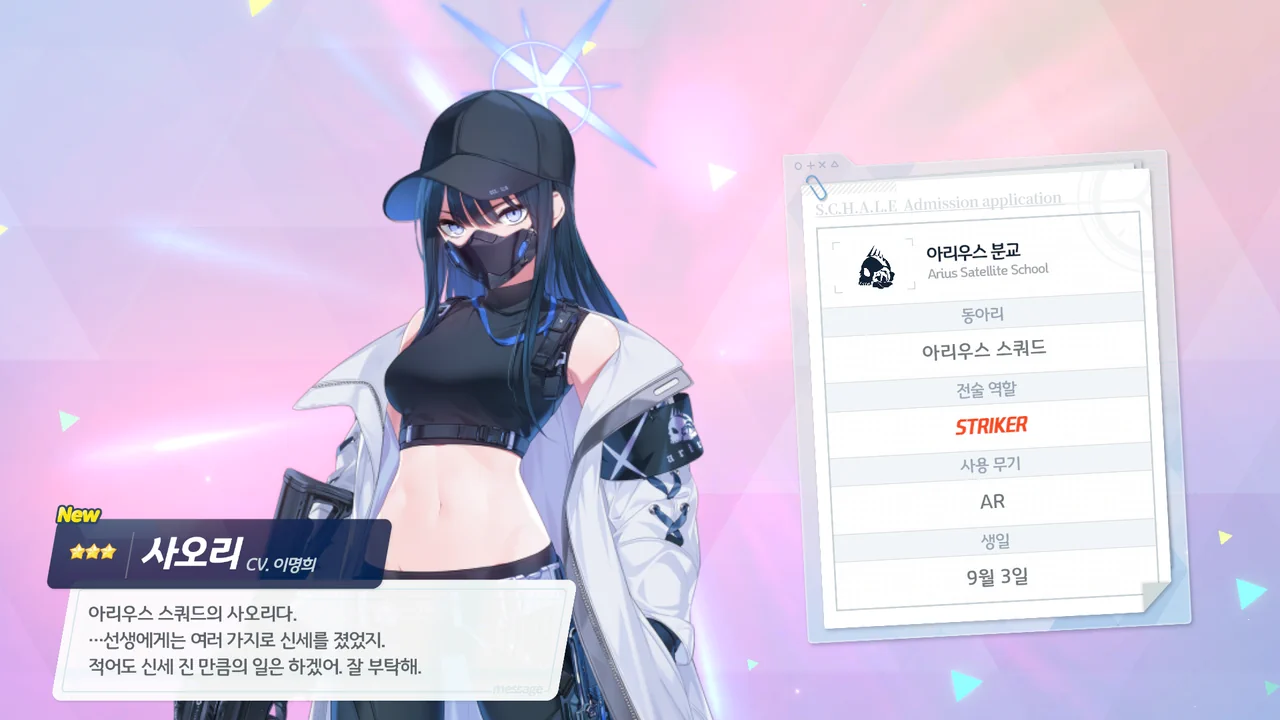 S.C.H.A.L.E Admission application
아리우스 분교
Arius Satellite School
동아리
아리우스 스쿼드
전술 역할
STRIKER
사용 무기
AR
생일
9월 3일
New
사오리 CV. 이명희
아리우스 스쿼드의 사오리다.
…선생에게는 여러 가지로 신세를 졌었지.
적어도 신세 진 만큼의 일은 하겠어. 잘 부탁해.
message